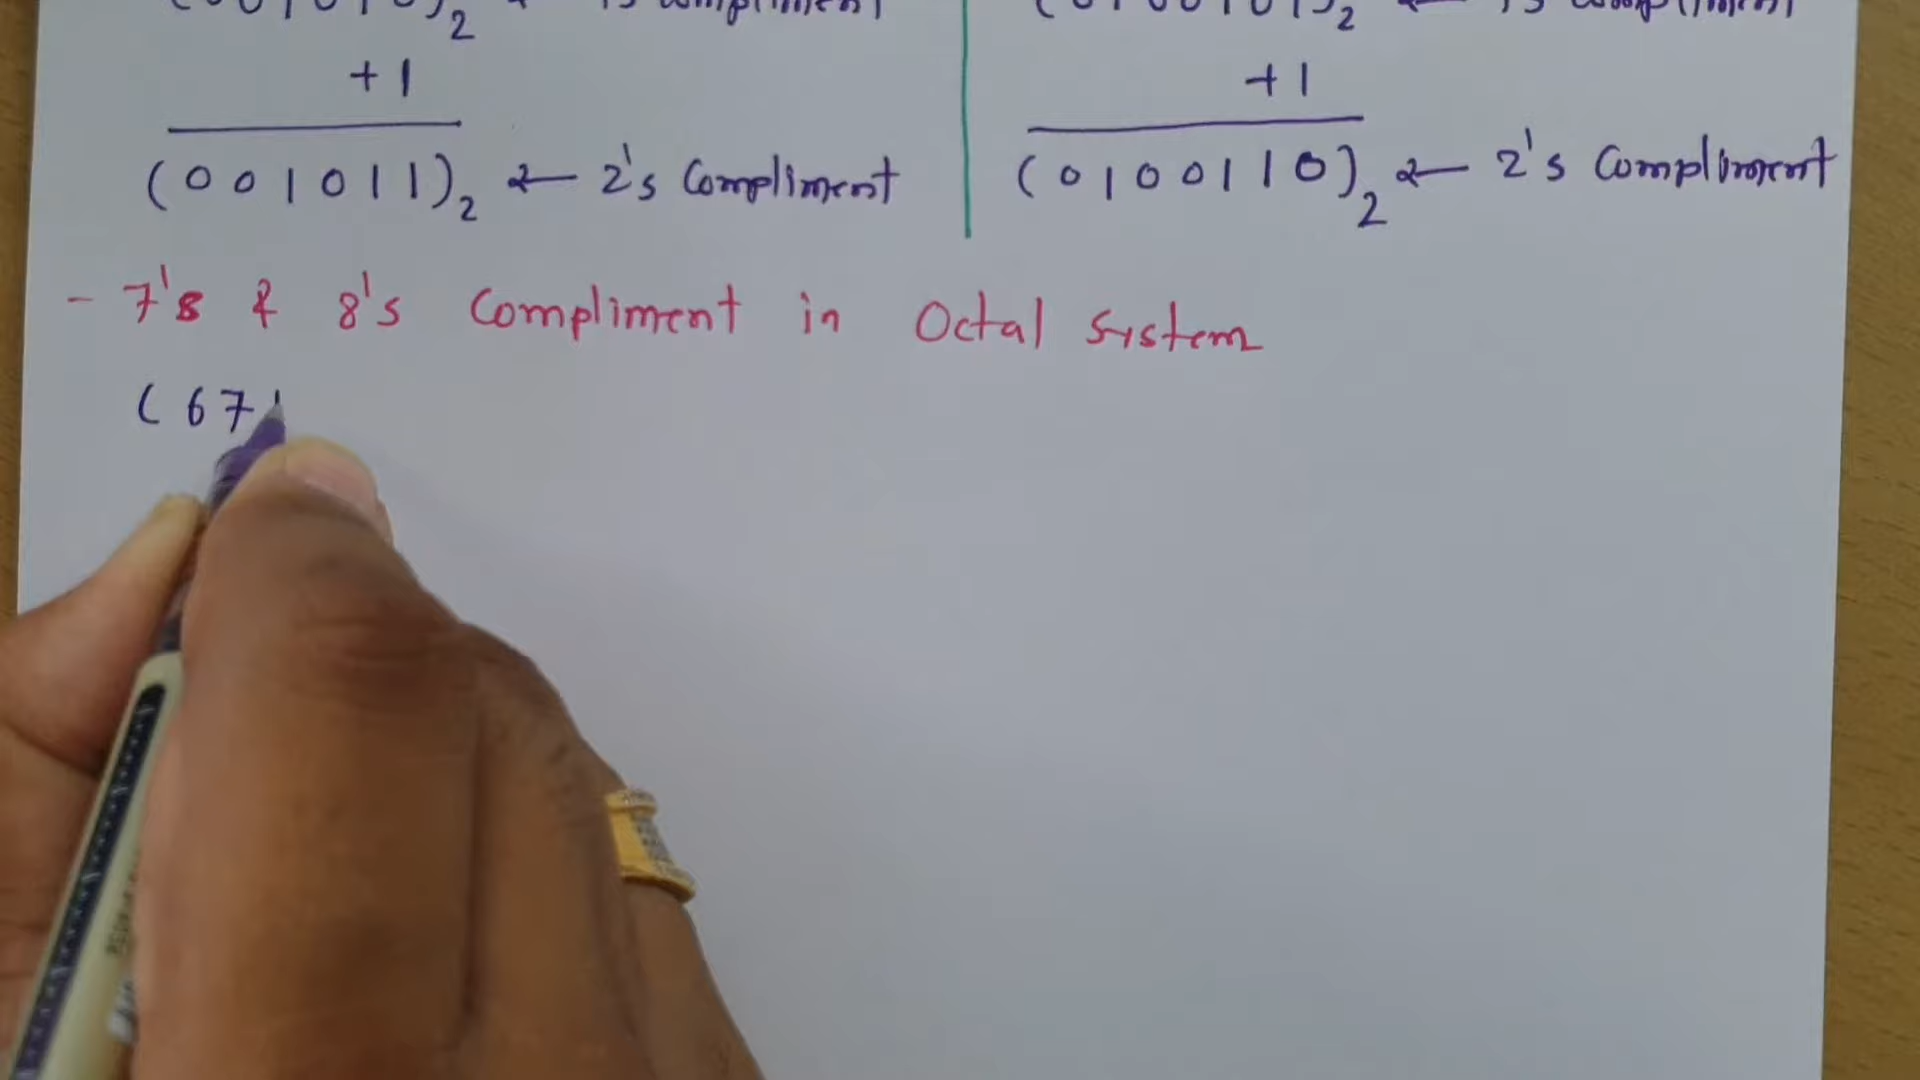 +1 +1
(001011)₂ ← 2's Compliment (0100110)₂ ← 2's Compliment
- 7's & 8's Compliment in Octal System
(67